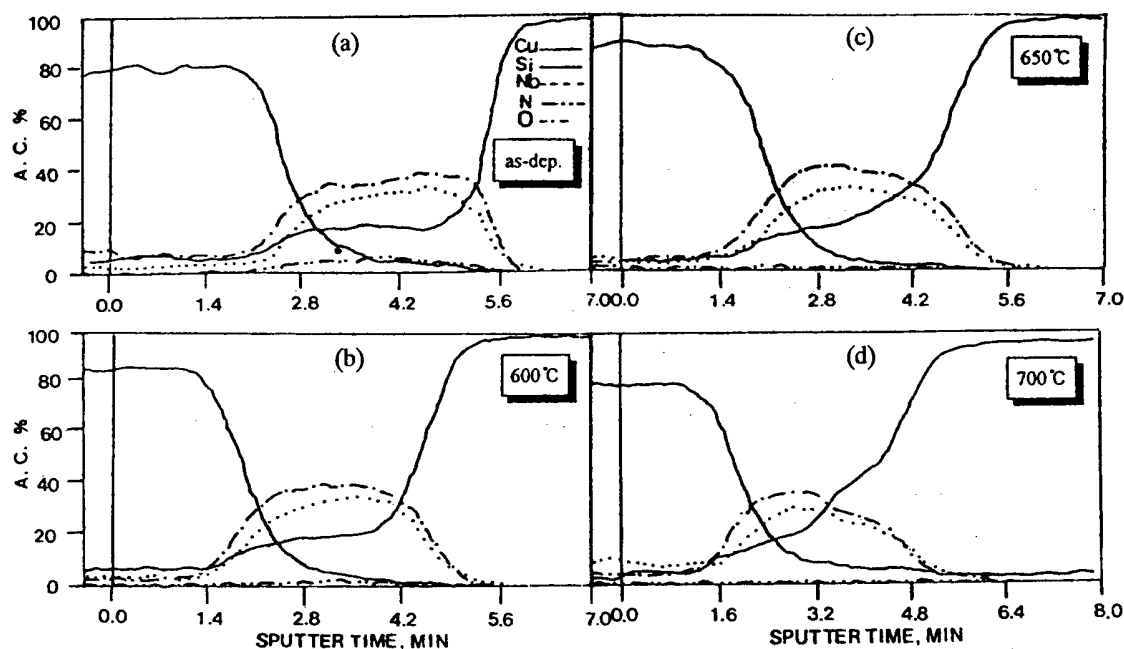 (a)
(c)
Cu
Si
Nb
N
O
as-dep.
650℃
A. C. %
100
80
60
40
20
0
0.0 1.4 2.8 4.2 5.6 7.0
0.0 1.4 2.8 4.2 5.6 7.0
(b)
(d)
600℃
700℃
A. C. %
100
80
60
40
20
0
0.0 1.4 2.8 4.2 5.6 7.0
0.0 1.6 3.2 4.8 6.4 8.0
SPUTTER TIME, MIN
SPUTTER TIME, MIN